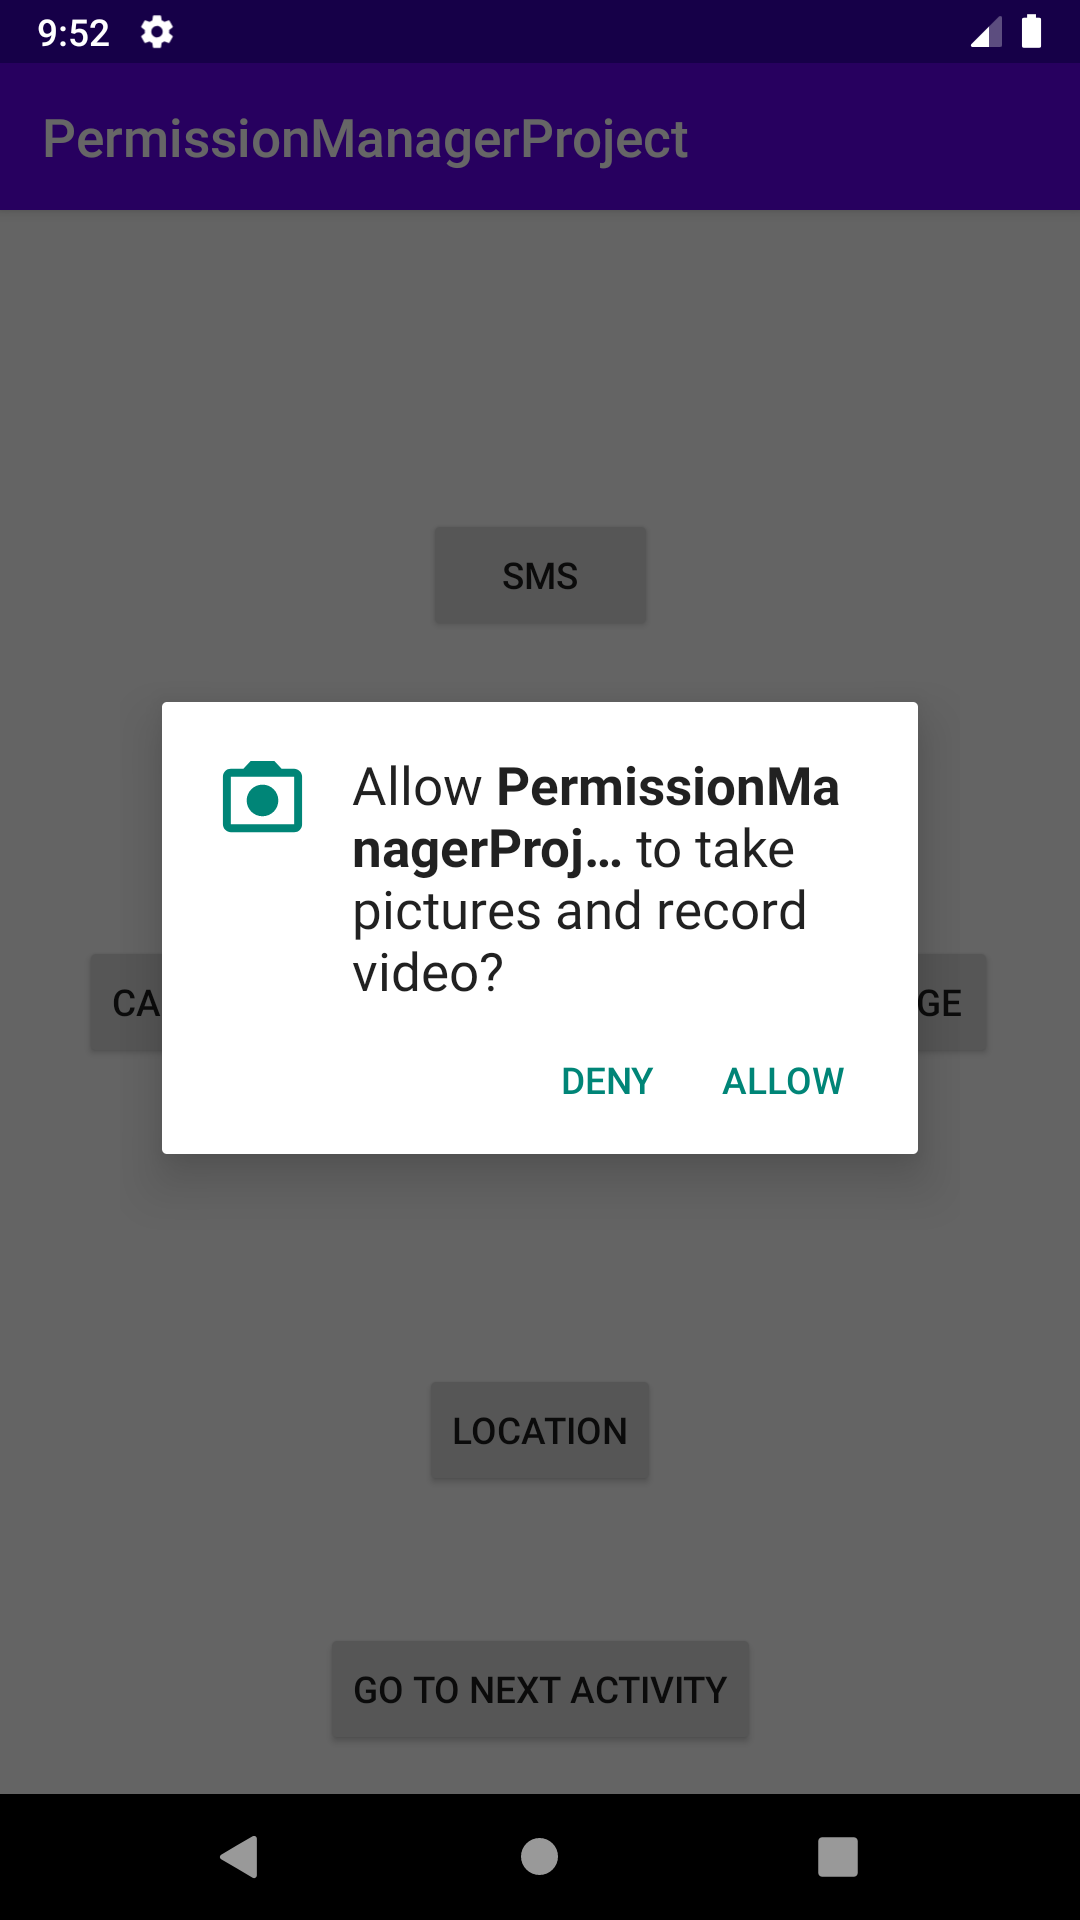 9:52
PermissionManagerProject
SMS
Allow PermissionMa
nagerProj… to take
pictures and record
video?
CA
GE
DENY ALLOW
LOCATION
GO TO NEXT ACTIVITY